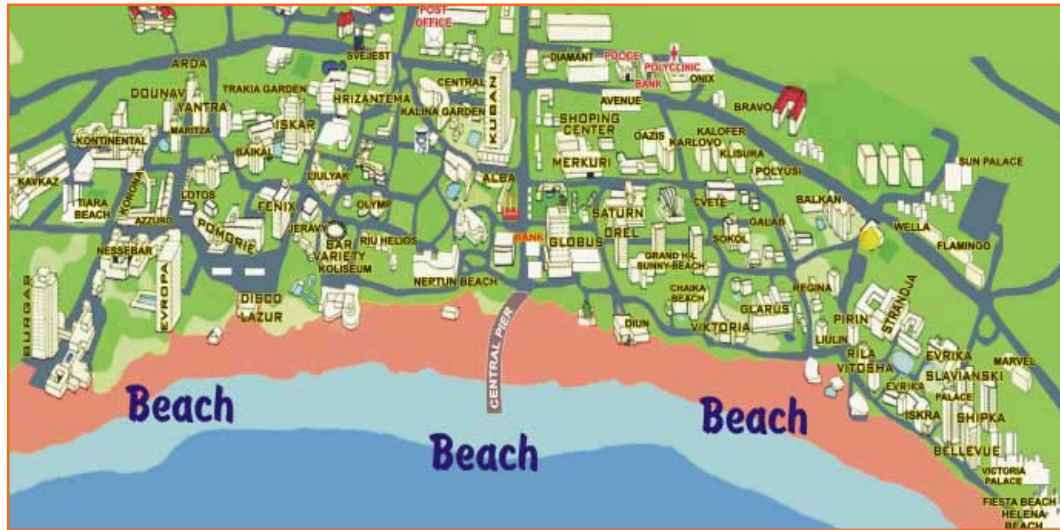 POST
OFFICE
SVEJEST
ARDA
DOUNAV
YANTRA
TRAKIA GARDEN
HRIZANTEMA
CENTRAL
KALINA GARDEN
KUBAN
DIAMANT
POLYCLINIC
BANK
ONIX
AVENUE
BRAVO
SHOPING
CENTER
OAZIS
KARLOVO
KALOFER
KLISURA
POLYUSI
MERKURI
SUN PALACE
KONTINENTAL
MARITZA
ISKAR
BAIKAL
KAVKAZ
TIARA
BEACH
KORONA
LOTOS
AZZURO
POMORIE
FENIX
LIULYAK
OLYMP
ALBA
JERAVY
BAR
VARIETY
KOLISEUM
RIU HELIOS
NEPTUN BEACH
BANK
GLOBUS
SATURN
OREL
CVETE
SOKOL
GALAB
BALKAN
WELLA
FLAMINGO
GRAND H-L
SUNNY-BEACH
CHAIKA
BEACH
VIKTORIA
GLARUS
REGINA
DIUN
NESSEBAR
BURGAS
EVROPA
DISCO
LAZUR
CENTRAL PIER
PIRIN
STRANDJA
LIULIN
RILA
VITOSHA
EVRIKA
MARVEL
SLAVIANSKI
EVRIKA
PALACE
ISKRA
SHIPKA
BELLEVUE
VICTORIA
PALACE
FIESTA BEACH
HELENA
BEACH
Beach
Beach
Beach